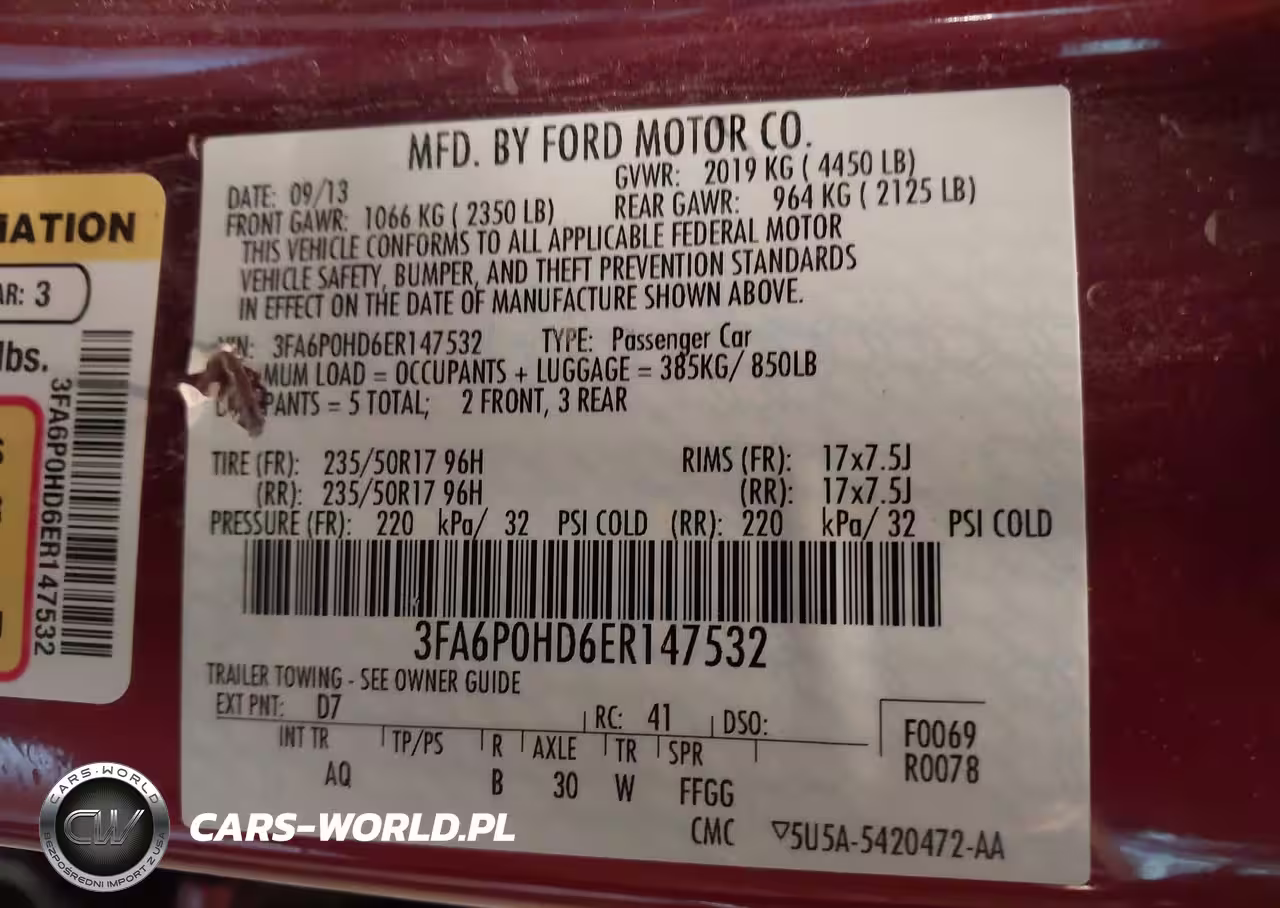 MFD. BY FORD MOTOR CO.
DATE: 09/13 GVWR: 2019 KG ( 4450 LB)
FRONT GAWR: 1066 KG ( 2350 LB) REAR GAWR: 964 KG ( 2125 LB)
THIS VEHICLE CONFORMS TO ALL APPLICABLE FEDERAL MOTOR
VEHICLE SAFETY, BUMPER, AND THEFT PREVENTION STANDARDS
IN EFFECT ON THE DATE OF MANUFACTURE SHOWN ABOVE.
3FA6P0HD6ER147532 TYPE: Passenger Car
MUM LOAD = OCCUPANTS + LUGGAGE = 385KG/ 850LB
PANTS = 5 TOTAL; 2 FRONT, 3 REAR
TIRE (FR): 235/50R17 96H RIMS (FR): 17x7.5J
(RR): 235/50R17 96H (RR): 17x7.5J
PRESSURE (FR): 220 kPa/ 32 PSI COLD (RR): 220 kPa/ 32 PSI COLD
3FA6P0HD6ER147532
TRAILER TOWING - SEE OWNER GUIDE
EXT PNT: D7 RC: 41 DSO:
INT TR TP/PS R AXLE TR SPR
AQ B 30 W FFGG
F0069
R0078
CMC ▽5U5A-5420472-AA
IATION
AR: 3
lbs.
3FA6P0HD6ER147532
CARS-WORLD
CW
BEZPOŚREDNI IMPORT Z USA
CARS-WORLD.PL